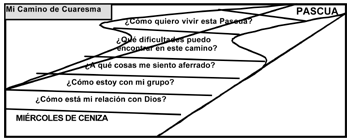 Mi Camino de Cuaresma
PASCUA
¿Cómo quiero vivir esta Pascua?
¿Qué dificultades puedo
encontrar en este camino?
¿A qué cosas me siento aferrado?
¿Cómo estoy con mi grupo?
¿Cómo está mi relación con Dios?
MIÉRCOLES DE CENIZA